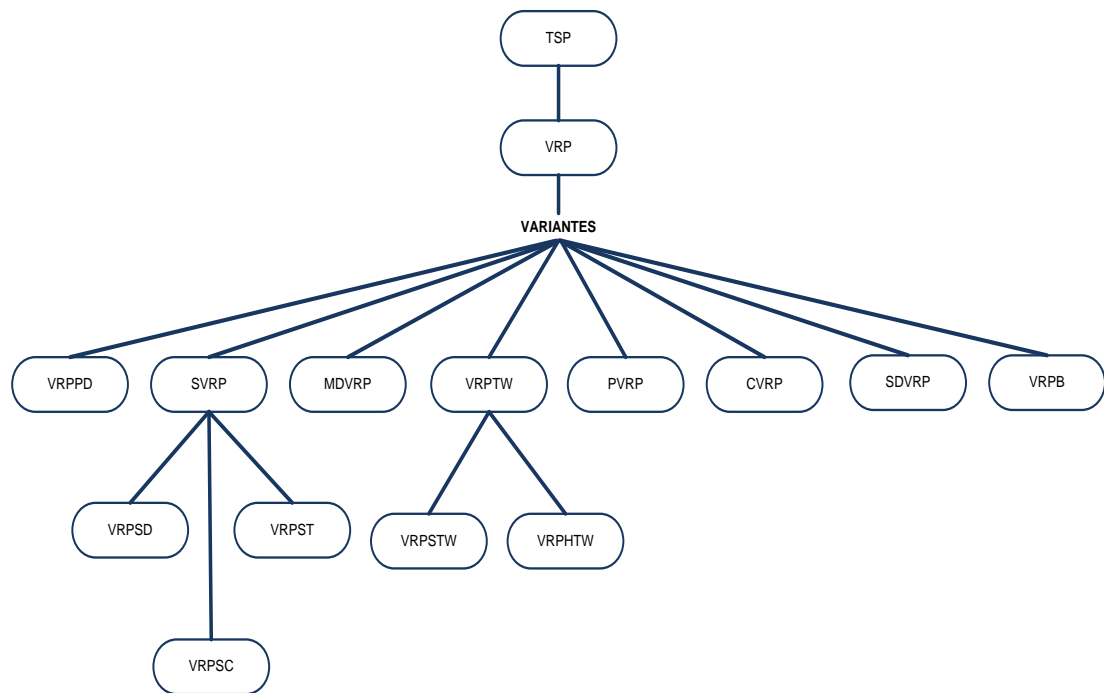 TSP
VRP
VARIANTES
VRPPD
SVRP
MDVRP
VRPTW
PVRP
CVRP
SDVRP
VRPB
VRPSD
VRPST
VRPSTW
VRPHTW
VRPSC